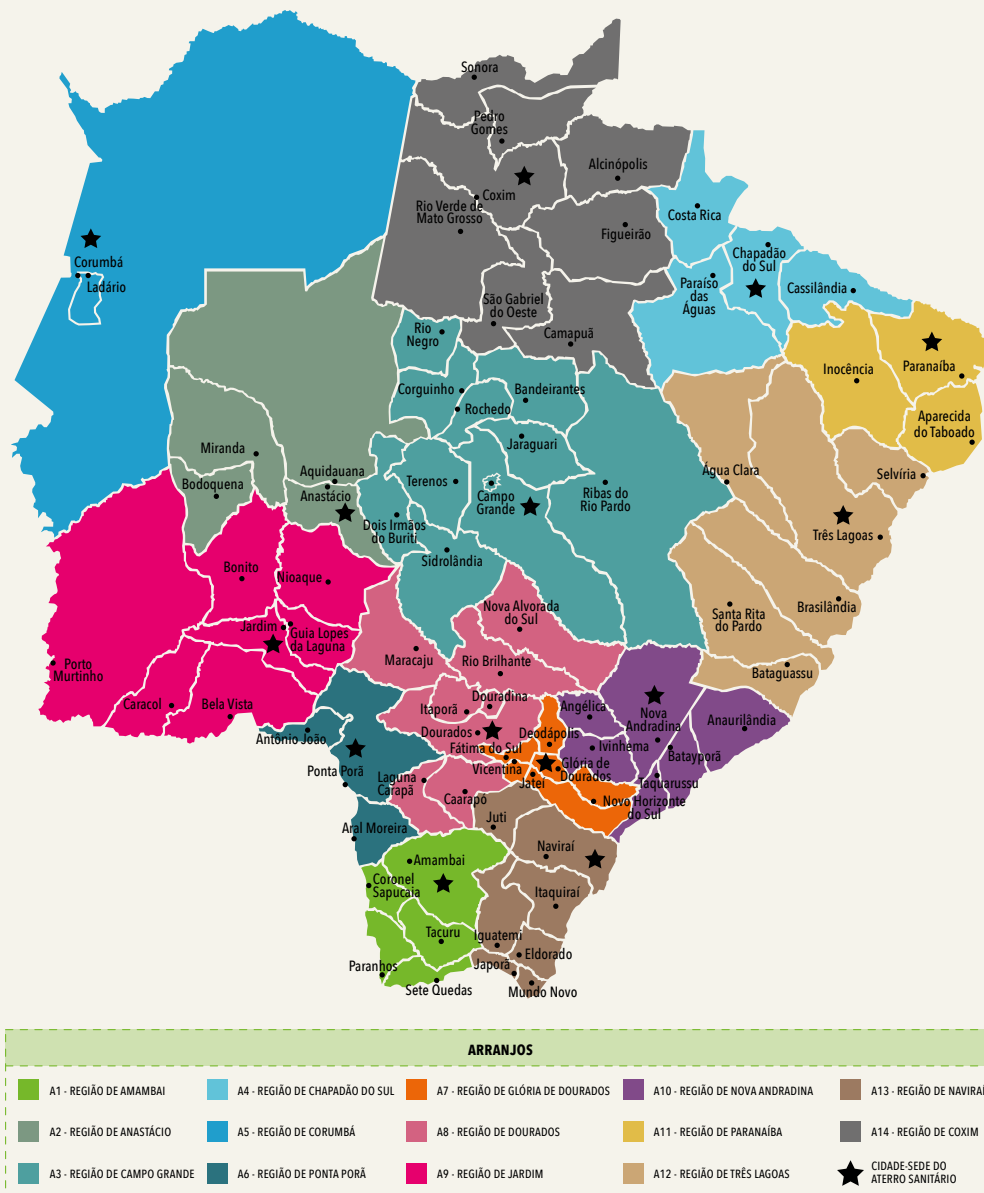 Sonora
Pedro
Gomes
Alcinópolis
Coxim
Rio Verde de
Mato Grosso
Costa Rica
Figueirão
Corumbá
Ladário
Chapadão
do Sul
Paraíso
das
Águas
Cassilândia
São Gabriel
do Oeste
Rio
Negro
Camapuã
Inocência
Paranaíba
Corguinho
Bandeirantes
Rochedo
Aparecida
do Taboado
Jaraguari
Miranda
Aquidauana
Anastácio
Bodoquena
Terenos
Campo
Grande
Ribas do
Rio Pardo
Água Clara
Selvíria
Dois Irmãos
do Buriti
Três Lagoas
Sidrolândia
Bonito
Nioaque
Nova Alvorada
do Sul
Santa Rita
do Pardo
Brasilândia
Jardim
Guia Lopes
da Laguna
Maracaju
Rio Brilhante
Porto
Murtinho
Bataguassu
Caracol
Bela Vista
Itaporã
Douradina
Angélica
Nova
Andradina
Anaurilândia
Antônio João
Dourados
Deodápolis
Fátima do Sul
Ivinhema
Batayporã
Ponta Porã
Laguna
Carapã
Vicentina
Glória de
Dourados
Jateí
Taquarussu
Caarapó
Novo Horizonte
do Sul
Juti
Aral Moreira
Naviraí
Amambai
Coronel
Sapucaia
Itaquiraí
Tacuru
Iguatemi
Eldorado
Paranhos
Japorã
Sete Quedas
Mundo Novo
ARRANJOS
A1 - REGIÃO DE AMAMBAI
A4 - REGIÃO DE CHAPADÃO DO SUL
A7 - REGIÃO DE GLÓRIA DE DOURADOS
A10 - REGIÃO DE NOVA ANDRADINA
A13 - REGIÃO DE NAVIRAÍ
A2 - REGIÃO DE ANASTÁCIO
A5 - REGIÃO DE CORUMBÁ
A8 - REGIÃO DE DOURADOS
A11 - REGIÃO DE PARANAÍBA
A14 - REGIÃO DE COXIM
A3 - REGIÃO DE CAMPO GRANDE
A6 - REGIÃO DE PONTA PORÃ
A9 - REGIÃO DE JARDIM
A12 - REGIÃO DE TRÊS LAGOAS
CIDADE-SEDE DO
ATERRO SANITÁRIO